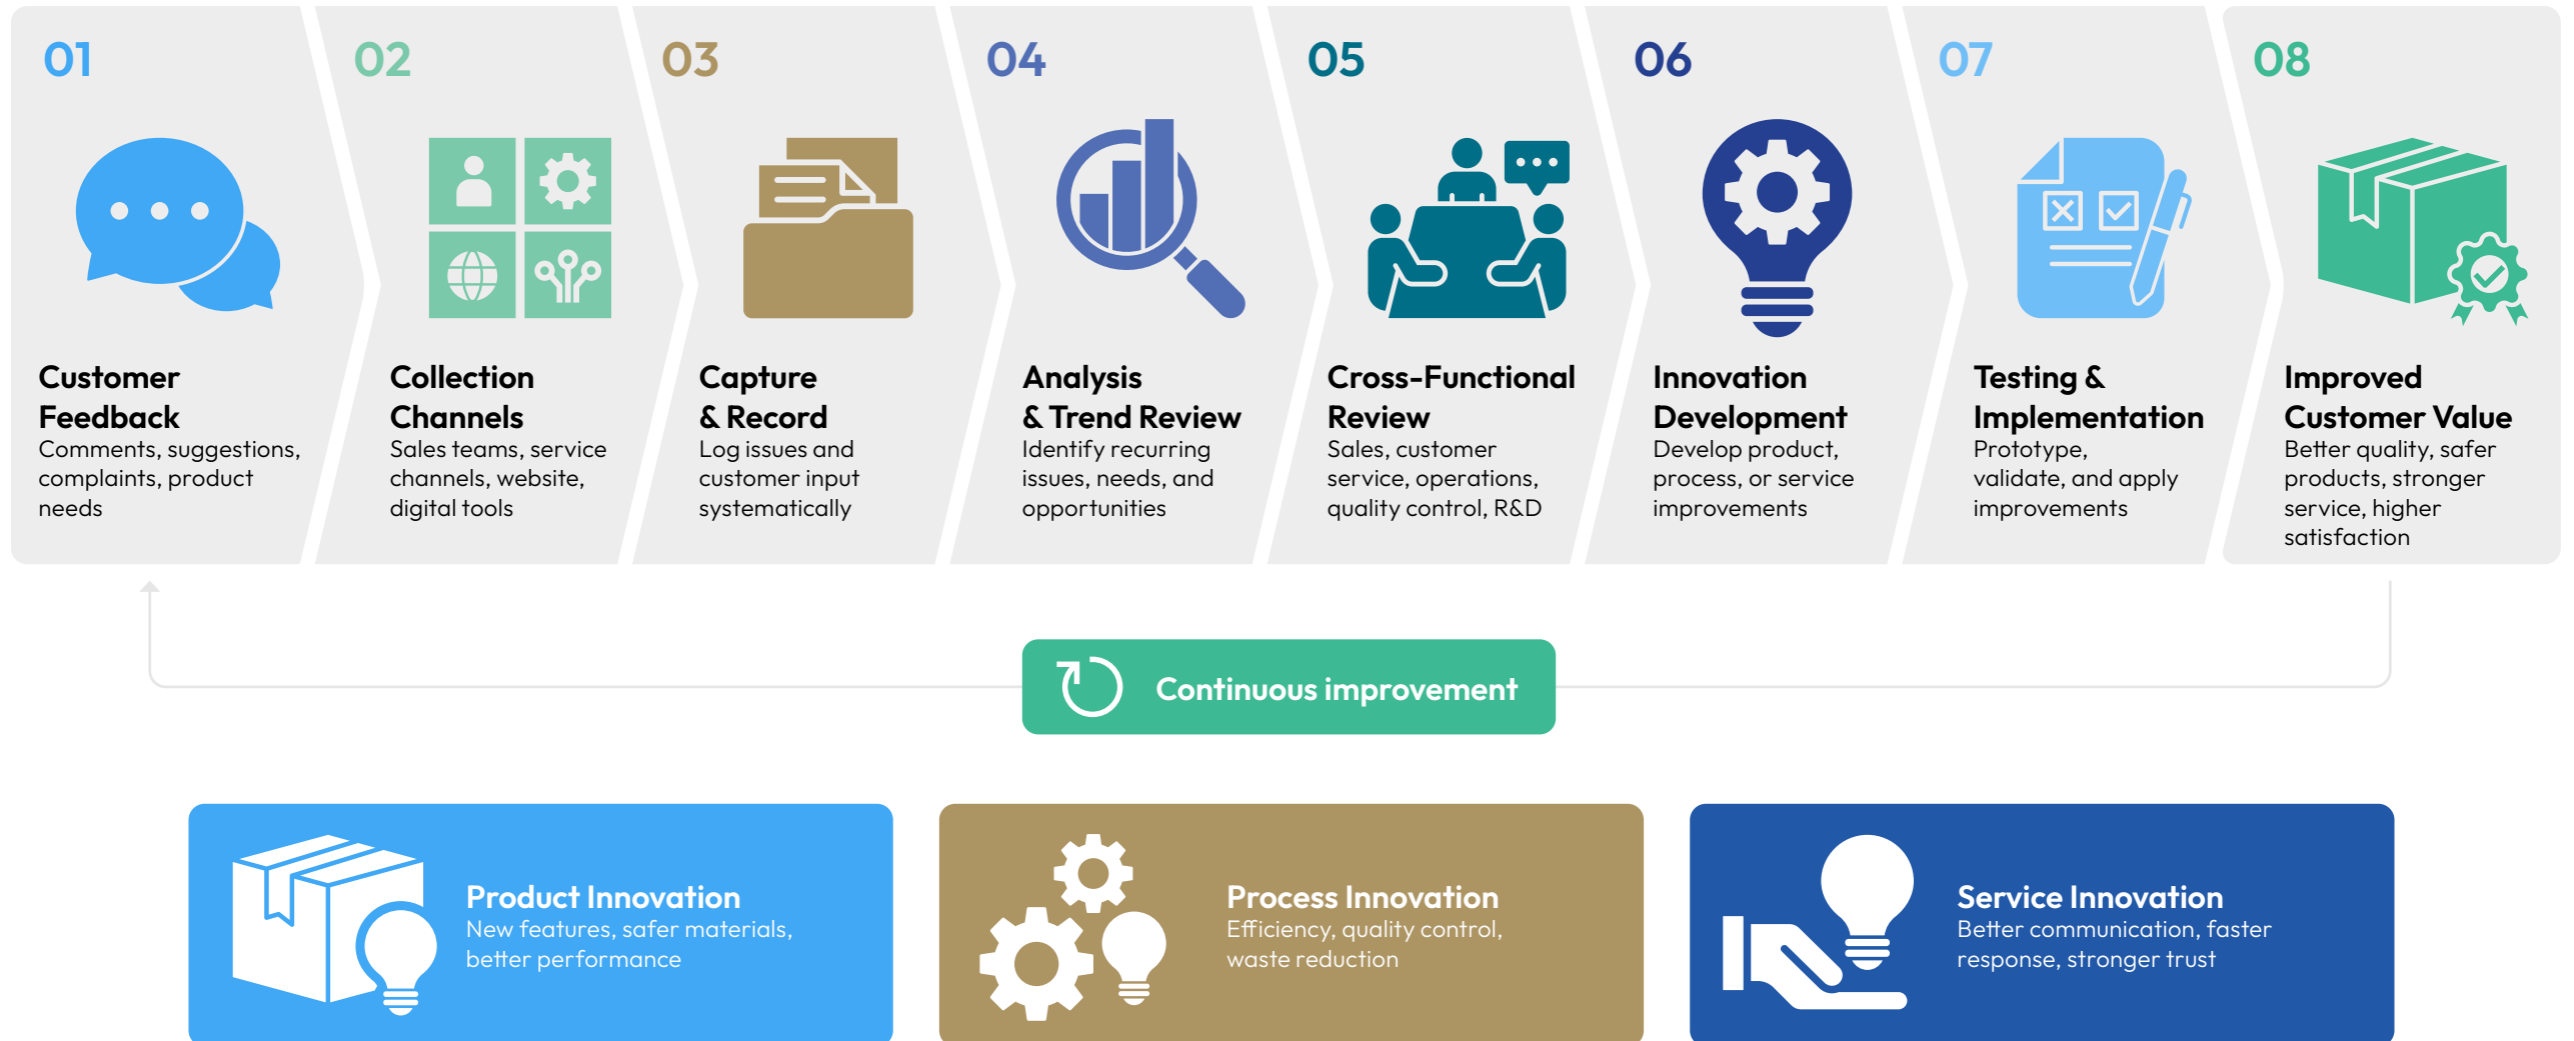 01
Customer
Feedback
Comments, suggestions,
complaints, product
needs
02
Collection
Channels
Sales teams, service
channels, website,
digital tools
03
Capture
& Record
Log issues and
customer input
systematically
04
Analysis
& Trend Review
Identify recurring
issues, needs, and
opportunities
05
Cross-Functional
Review
Sales, customer
service, operations,
quality control, R&D
06
Innovation
Development
Develop product,
process, or service
improvements
07
Testing &
Implementation
Prototype,
validate, and apply
improvements
08
Improved
Customer Value
Better quality, safer
products, stronger
service, higher
satisfaction
Continuous improvement
Product Innovation
New features, safer materials,
better performance
Process Innovation
Efficiency, quality control,
waste reduction
Service Innovation
Better communication, faster
response, stronger trust